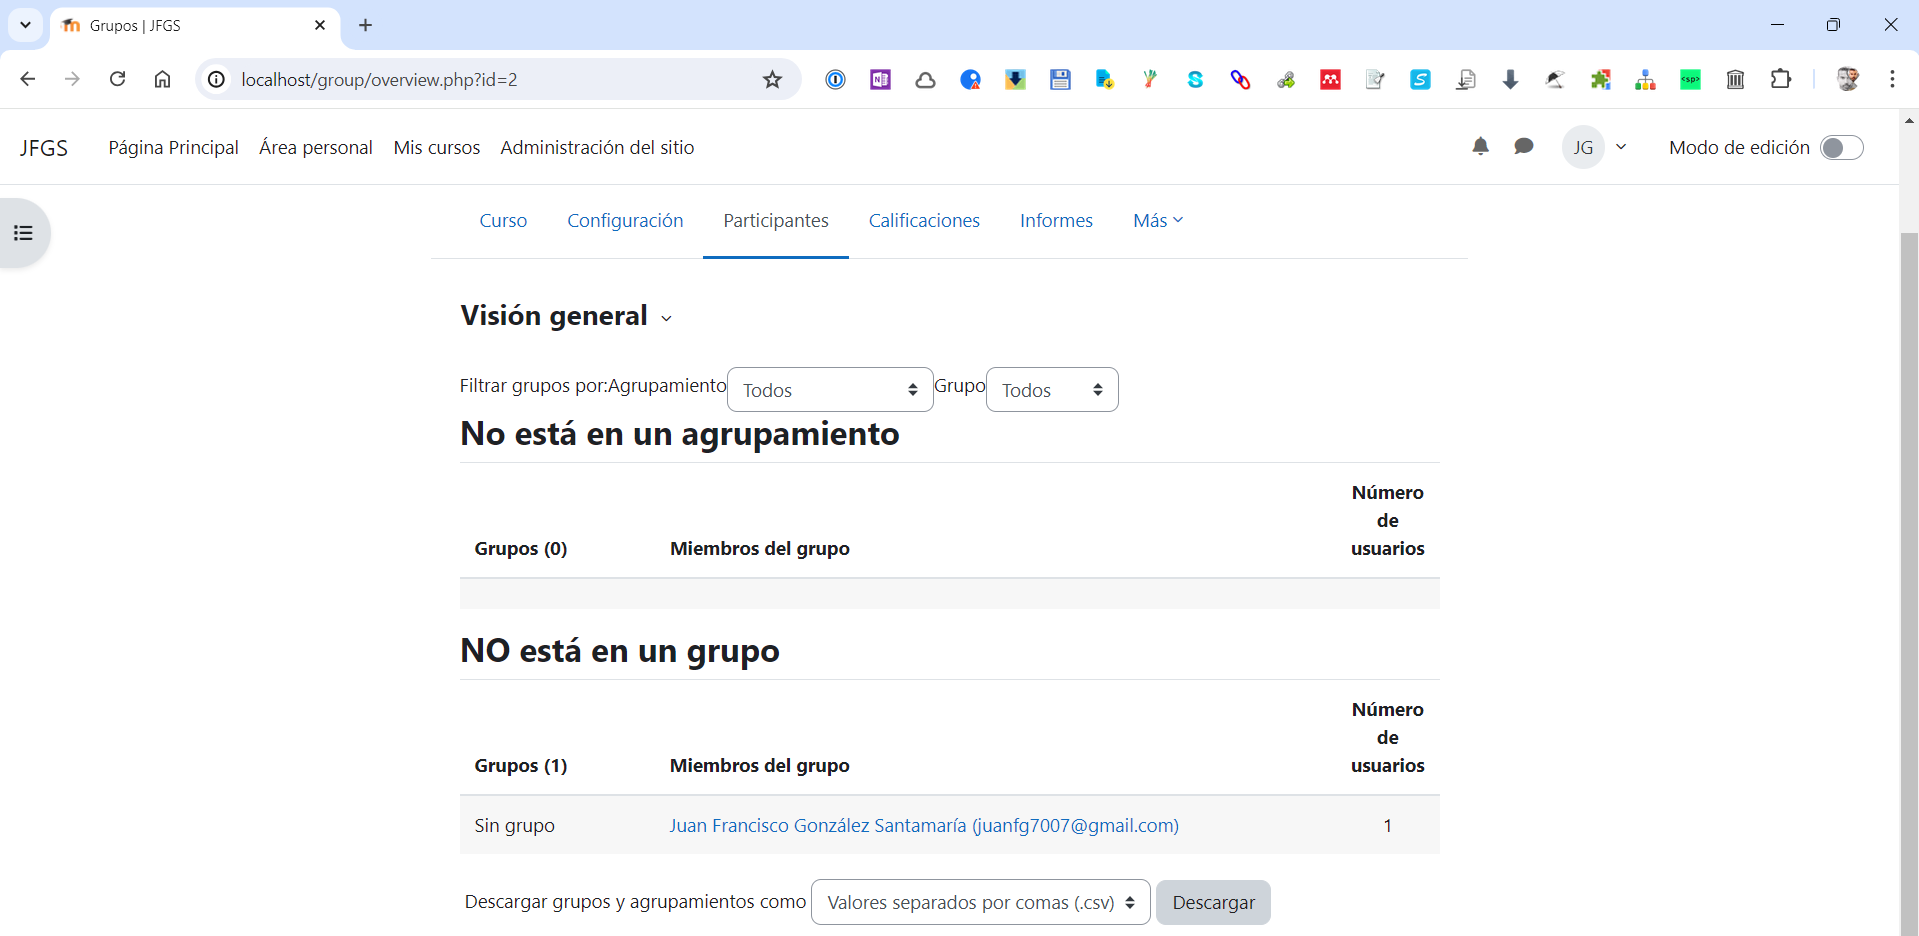 Grupos | JFGS
localhost/group/overview.php?id=2
JFGS Página Principal Área personal Mis cursos Administración del sitio JG Modo de edición
Curso Configuración Participantes Calificaciones Informes Más
Visión general
Filtrar grupos por:Agrupamiento Todos Grupo Todos
No está en un agrupamiento
Grupos (0) Miembros del grupo Número de usuarios
NO está en un grupo
Grupos (1) Miembros del grupo Número de usuarios
Sin grupo Juan Francisco González Santamaría (juanfg7007@gmail.com) 1
Descargar grupos y agrupamientos como Valores separados por comas (.csv) Descargar